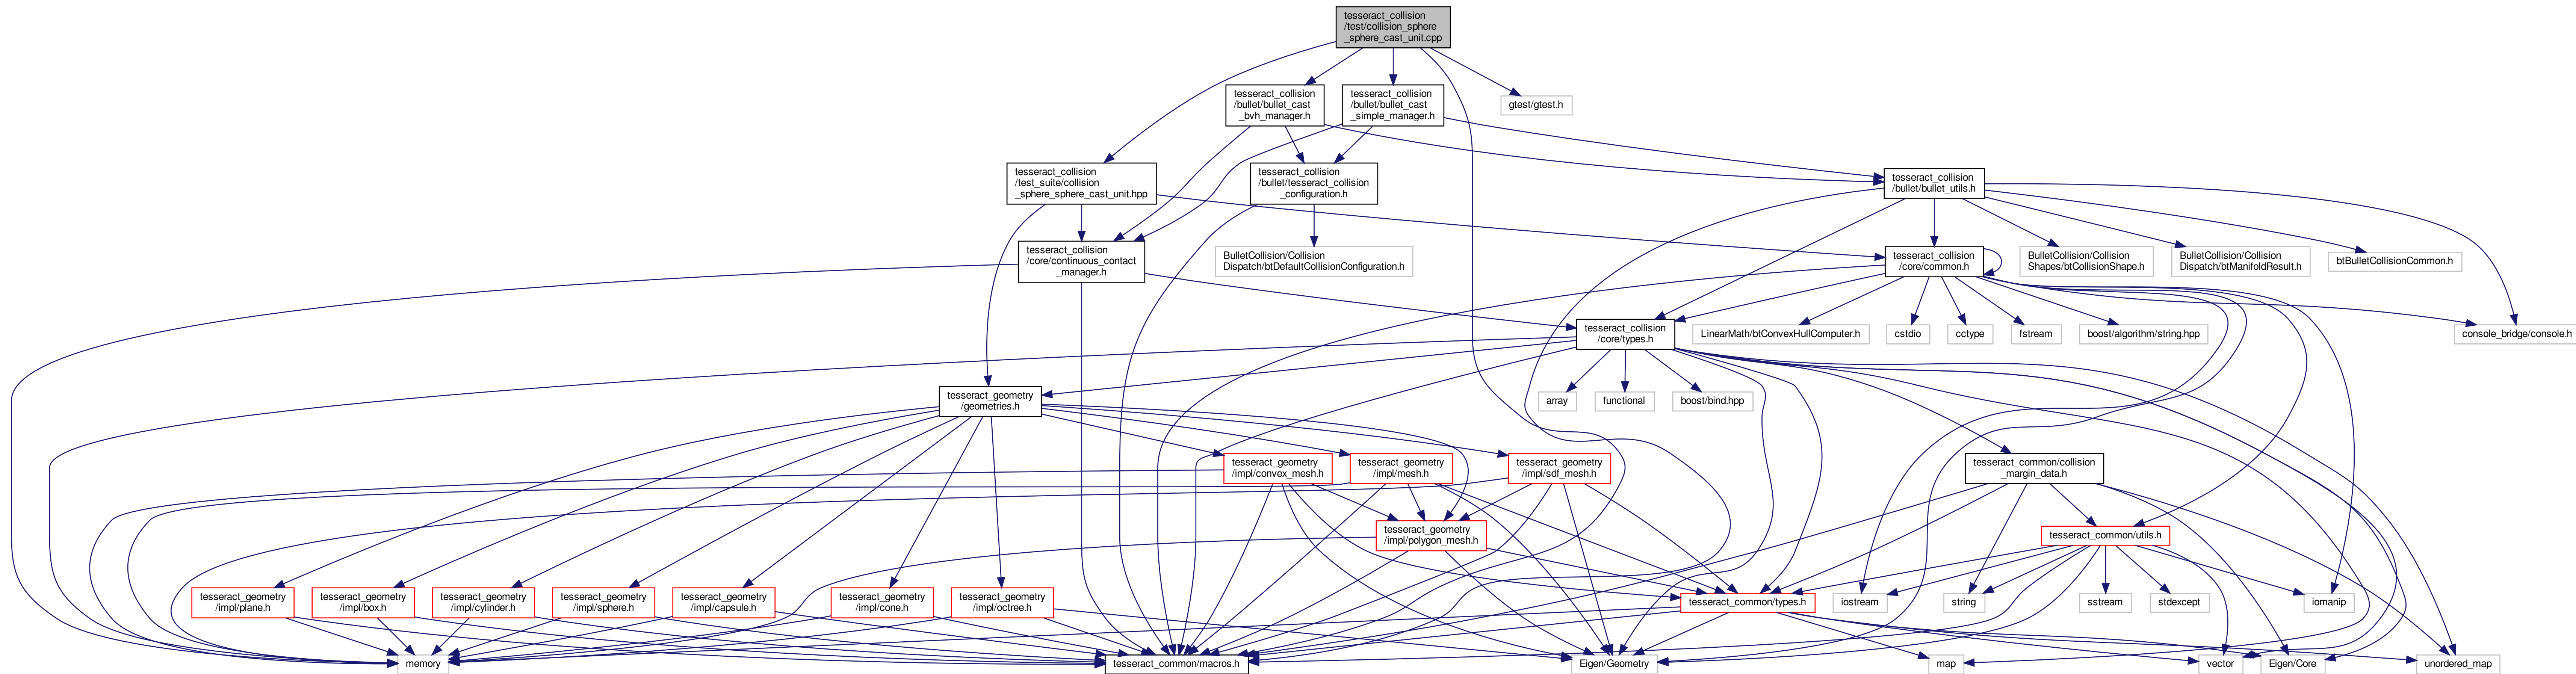 tesseract_collision
/test/collision_sphere
_sphere_cast_unit.cpp
tesseract_collision
/bullet/bullet_cast
_bvh_manager.h
tesseract_collision
/bullet/bullet_cast
_simple_manager.h
gtest/gtest.h
tesseract_collision
/test_suite/collision
_sphere_sphere_cast_unit.hpp
tesseract_collision
/bullet/tesseract_collision
_configuration.h
tesseract_collision
/bullet/bullet_utils.h
tesseract_collision
/core/continuous_contact
_manager.h
BulletCollision/Collision
Dispatch/btDefaultCollisionConfiguration.h
tesseract_collision
/core/common.h
BulletCollision/Collision
Shapes/btCollisionShape.h
BulletCollision/Collision
Dispatch/btManifoldResult.h
btBulletCollisionCommon.h
tesseract_collision
/core/types.h
LinearMath/btConvexHullComputer.h
cstdio
cctype
fstream
boost/algorithm/string.hpp
console_bridge/console.h
tesseract_geometry
/geometries.h
array
functional
boost/bind.hpp
tesseract_geometry
/impl/convex_mesh.h
tesseract_geometry
/impl/mesh.h
tesseract_geometry
/impl/sdf_mesh.h
tesseract_common/collision
_margin_data.h
tesseract_geometry
/impl/polygon_mesh.h
tesseract_common/utils.h
tesseract_geometry
/impl/plane.h
tesseract_geometry
/impl/box.h
tesseract_geometry
/impl/cylinder.h
tesseract_geometry
/impl/sphere.h
tesseract_geometry
/impl/capsule.h
tesseract_geometry
/impl/cone.h
tesseract_geometry
/impl/octree.h
tesseract_common/types.h
iostream
string
sstream
stdexcept
iomanip
memory
tesseract_common/macros.h
Eigen/Geometry
map
vector
Eigen/Core
unordered_map